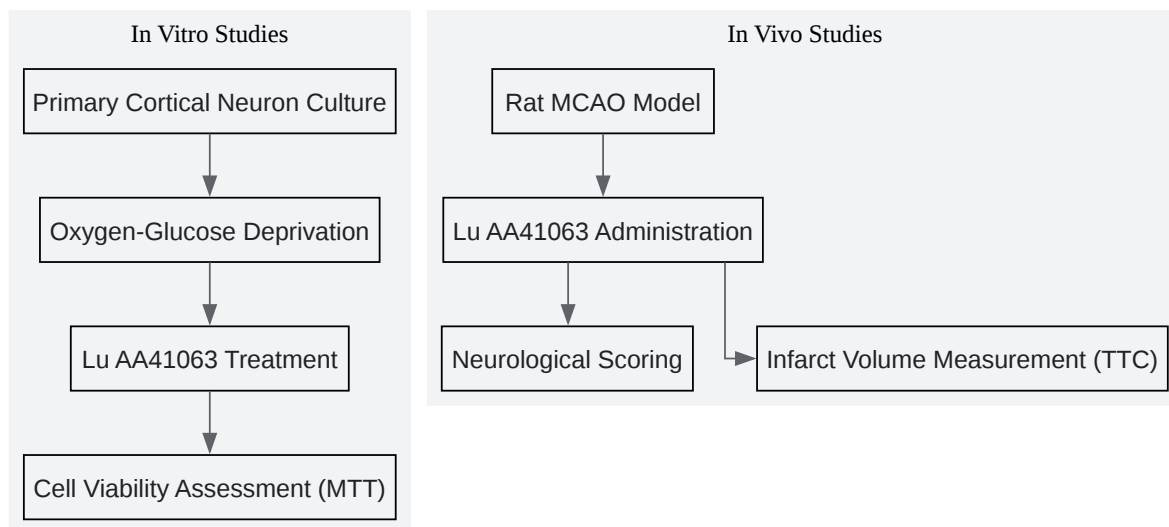 In Vitro Studies
Primary Cortical Neuron Culture
Oxygen-Glucose Deprivation
Lu AA41063 Treatment
Cell Viability Assessment (MTT)
In Vivo Studies
Rat MCAO Model
Lu AA41063 Administration
Neurological Scoring
Infarct Volume Measurement (TTC)